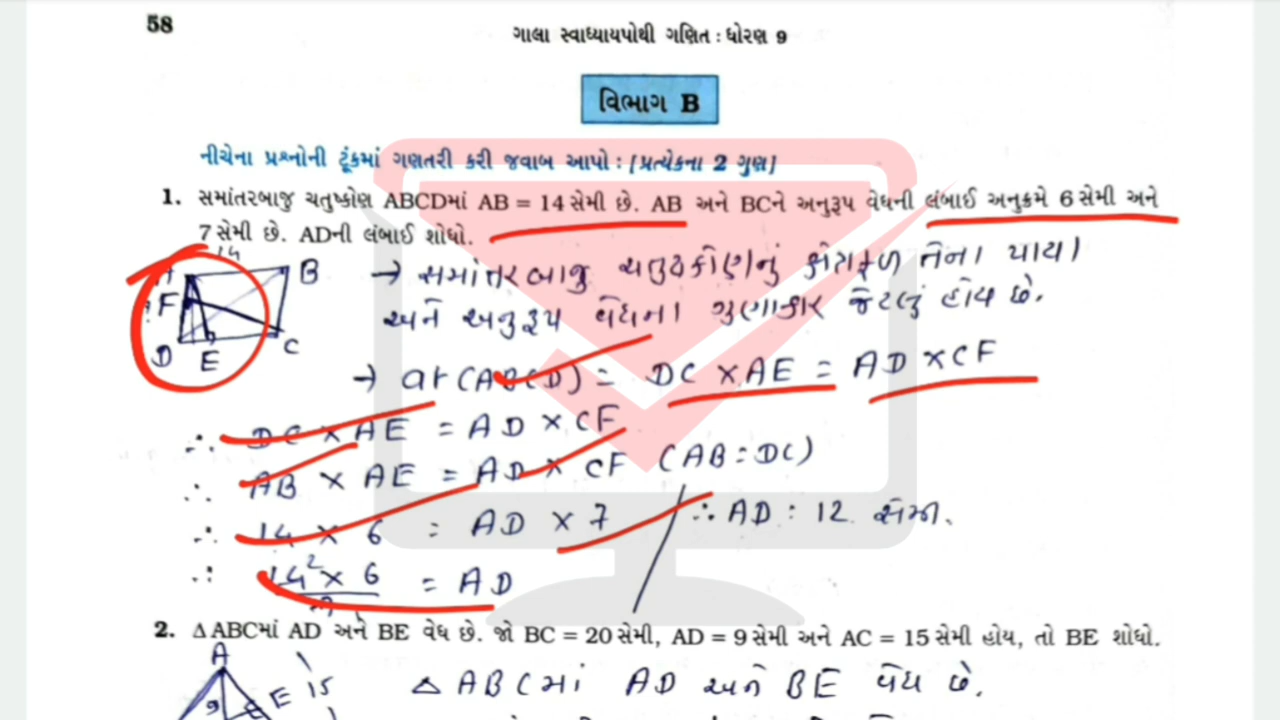 58
ગાલા સ્વાધ્યાયપોથી ગણિત : ધોરણ 9
વિભાગ B
નીચેના પ્રશ્નોની ટૂંકમાં ગણતરી કરી જવાબ આપો : [પ્રત્યેકના 2 ગુણ]
1. સમાંતરબાજુ ચતુષ્કોણ ABCDમાં AB = 14 સેમી છે. AB અને BCને અનુરૂપ વેધની લંબાઈ અનુક્રમે 6 સેમી અને
7 સેમી છે. ADની લંબાઈ શોધો.
14
A B
F
D E C
→ સમાંતરબાજુ ચતુષ્કોણનું ક્ષેત્રફળ તેના પાયા
અને અનુરૂપ વેધના ગુણાકાર જેટલું હોય છે.
→ ar (ABCD) = DC × AE = AD × CF
∴ DC × AE = AD × CF
∴ AB × AE = AD × CF (AB = DC)
∴ 14 × 6 = AD × 7
∴ 14² × 6 / 7 = AD
∴ AD = 12 સેમી.
2. Δ ABCમાં AD અને BE વેધ છે. જો BC = 20 સેમી, AD = 9 સેમી અને AC = 15 સેમી હોય, તો BE શોધો.
A
9 E 15
Δ ABCમાં AD અને BE વેધ છે.